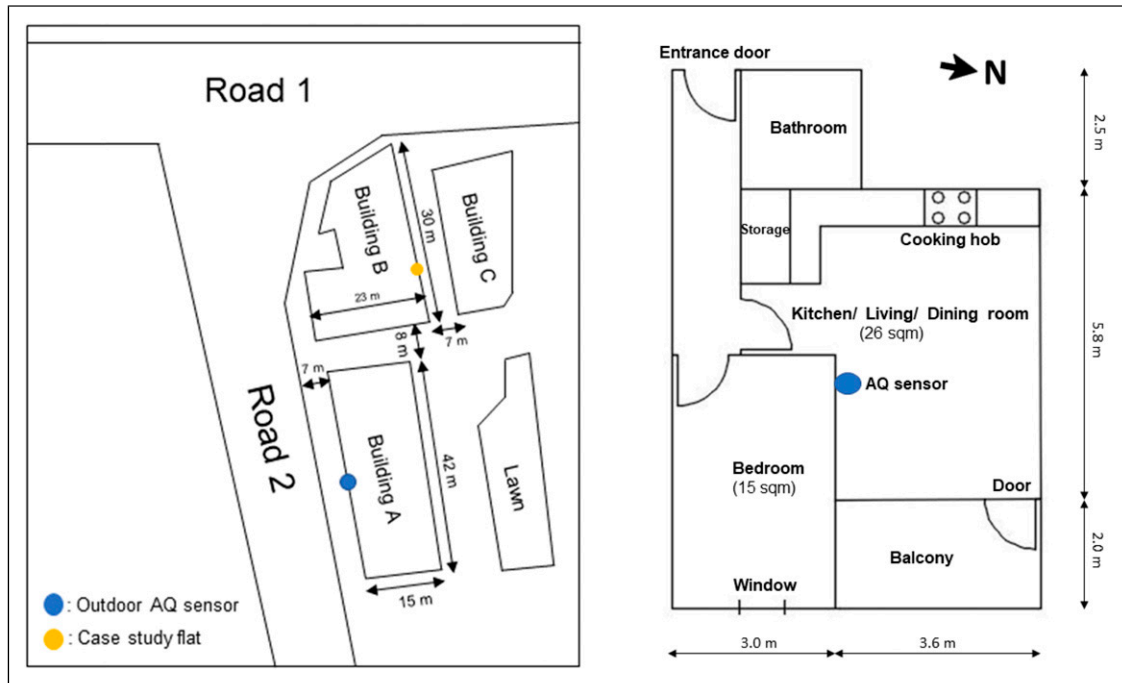 Road 1
Building B
30 m
Building C
23 m
7 m
8 m
7 m
Road 2
Building A
42 m
Lawn
15 m
: Outdoor AQ sensor
: Case study flat
Entrance door
N
Bathroom
2.5 m
Storage
Cooking hob
Kitchen/ Living/ Dining room
(26 sqm)
5.8 m
AQ sensor
Bedroom
(15 sqm)
Door
Balcony
2.0 m
Window
3.0 m
3.6 m